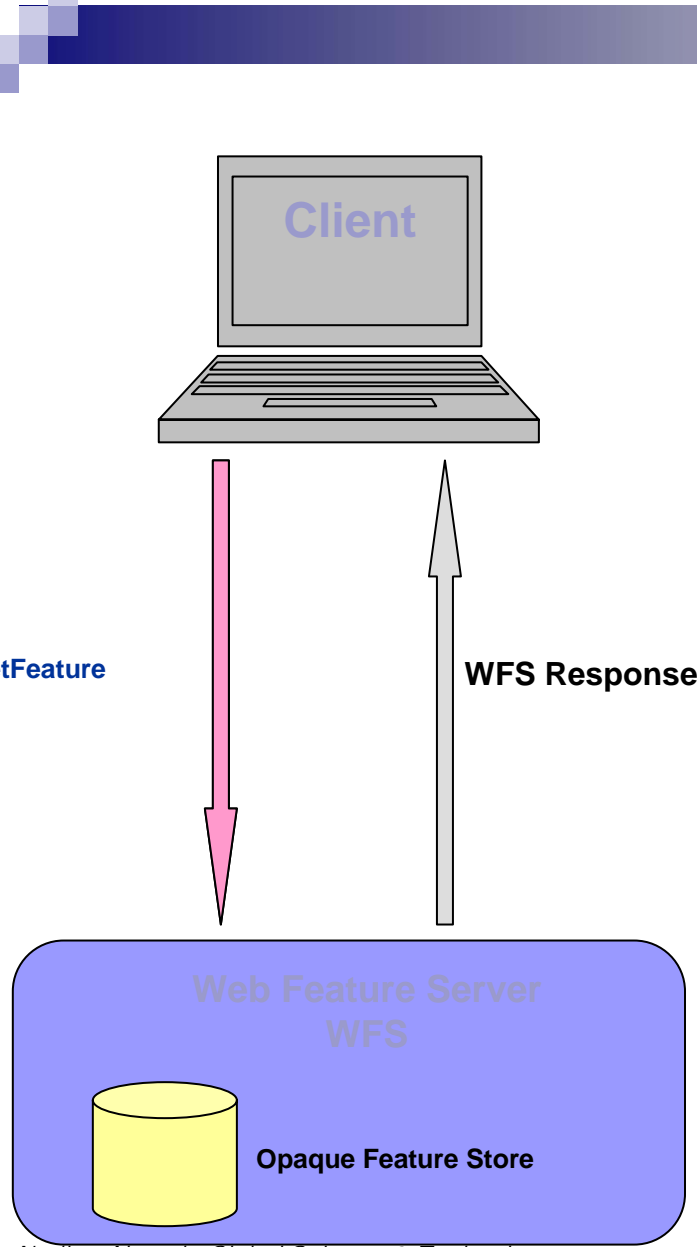 Client
tFeature
WFS Response
Web Feature Server
WFS
Opaque Feature Store